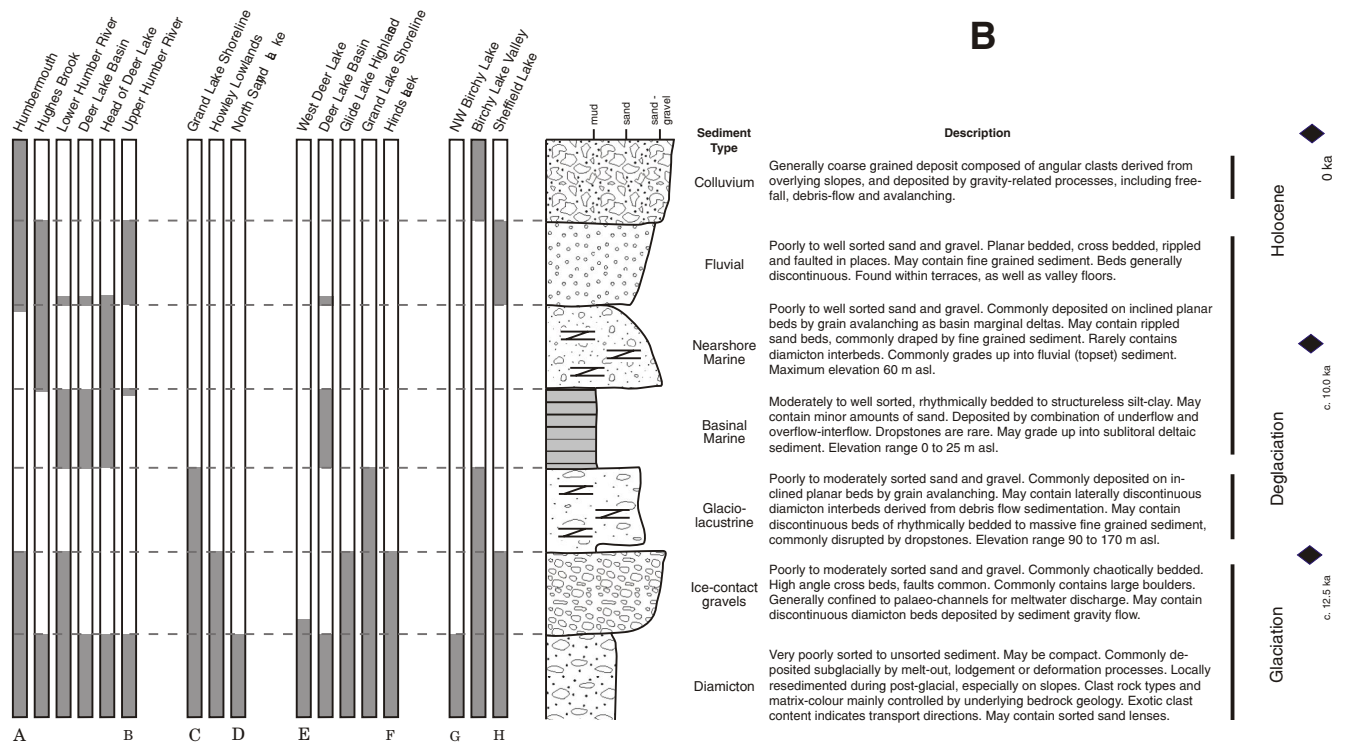 B
Humbermouth
Hughes Brook
Lower Humber River
Deer Lake Basin
Head of Deer Lake
Upper Humber River
Grand Lake Shoreline
Howley Lowlands
North Sandy Lake
West Deer Lake
Deer Lake Basin
Glide Lake Highland
Grand Lake Shoreline
Hinds
NW Birchy Lake
Birchy Lake Valley
Sheffield Lake
mud
sand
sand -
gravel
Sediment
Type
Description
Colluvium
Generally coarse grained deposit composed of angular clasts derived from
overlying slopes, and deposited by gravity-related processes, including free-
fall, debris-flow and avalanching.
Fluvial
Poorly to well sorted sand and gravel. Planar bedded, cross bedded, rippled
and faulted in places. May contain fine grained sediment. Beds generally
discontinuous. Found within terraces, as well as valley floors.
Nearshore
Marine
Poorly to well sorted sand and gravel. Commonly deposited on inclined planar
beds by grain avalanching as basin marginal deltas. May contain rippled
sand beds, commonly draped by fine grained sediment. Rarely contains
diamicton interbeds. Commonly grades up into fluvial (topset) sediment.
Maximum elevation 60 m asl.
Basinal
Marine
Moderately to well sorted, rhythmically bedded to structureless silt-clay. May
contain minor amounts of sand. Deposited by combination of underflow and
overflow-interflow. Dropstones are rare. May grade up into sublitoral deltaic
sediment. Elevation range 0 to 25 m asl.
Glacio-
lacustrine
Poorly to moderately sorted sand and gravel. Commonly deposited on in-
clined planar beds by grain avalanching. May contain laterally discontinuous
diamicton interbeds derived from debris flow sedimentation. May contain
discontinuous beds of rhythmically bedded to massive fine grained sediment,
commonly disrupted by dropstones. Elevation range 90 to 170 m asl.
Ice-contact
gravels
Poorly to moderately sorted sand and gravel. Commonly chaotically bedded.
High angle cross beds, faults common. Commonly contains large boulders.
Generally confined to palaeo-channels for meltwater discharge. May contain
discontinuous diamicton beds deposited by sediment gravity flow.
Diamicton
Very poorly sorted to unsorted sediment. May be compact. Commonly de-
posited subglacially by melt-out, lodgement or deformation processes. Locally
resedimented during post-glacial, especially on slopes. Clast rock types and
matrix-colour mainly controlled by underlying bedrock geology. Exotic clast
content indicates transport directions. May contain sorted sand lenses.
Holocene
Deglaciation
Glaciation
0 ka
c. 10.0 ka
c. 12.5 ka
A
B
C
D
E
F
G
H